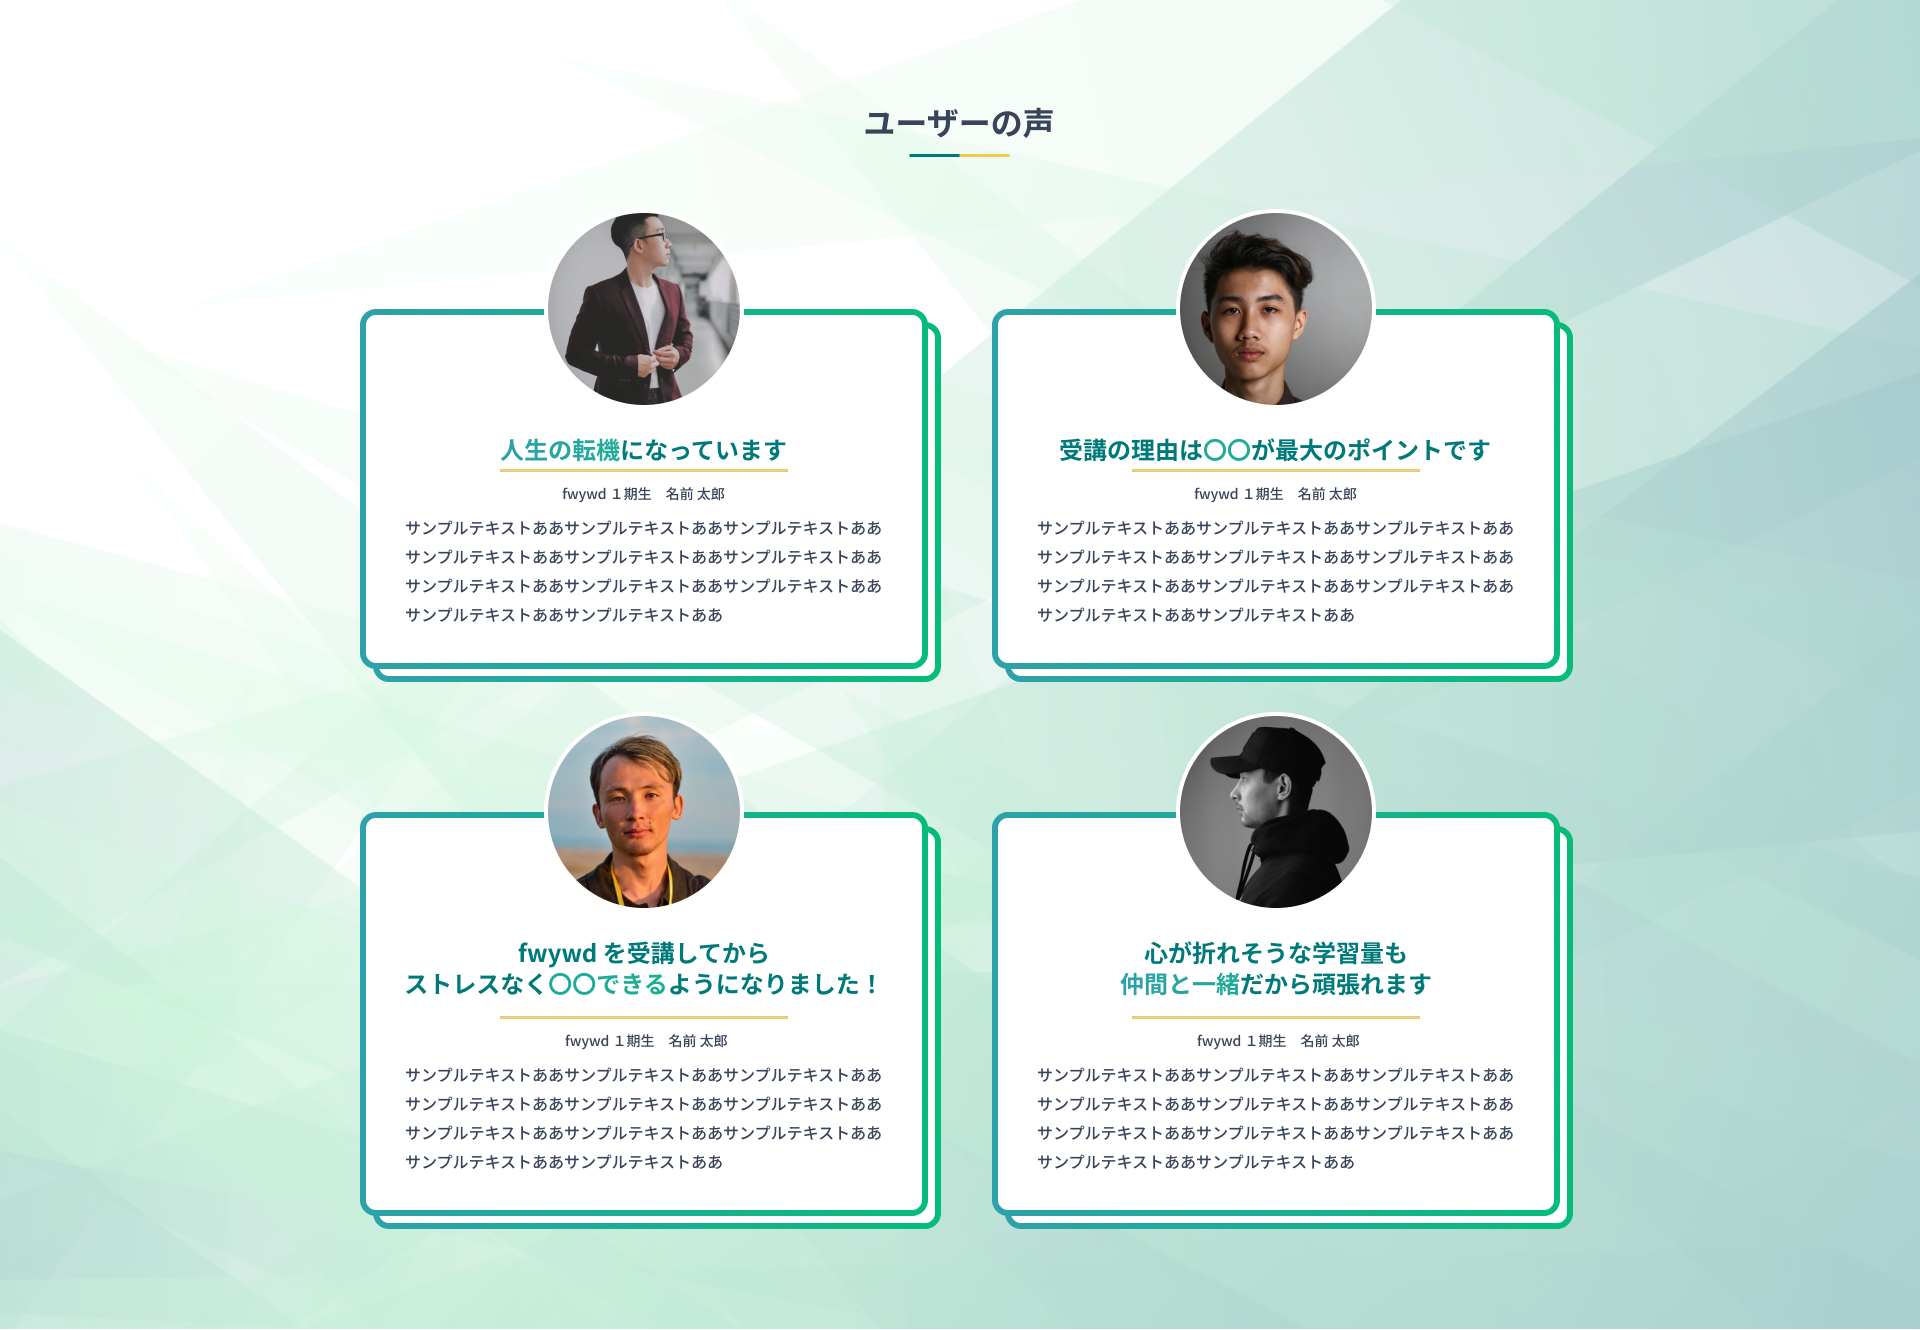 ユーザーの声
人生の転機になっています
fwywd １期生　名前 太郎
サンプルテキストああサンプルテキストああサンプルテキストああ
サンプルテキストああサンプルテキストああサンプルテキストああ
サンプルテキストああサンプルテキストああサンプルテキストああ
サンプルテキストああサンプルテキストああ
受講の理由は〇〇が最大のポイントです
fwywd １期生　名前 太郎
サンプルテキストああサンプルテキストああサンプルテキストああ
サンプルテキストああサンプルテキストああサンプルテキストああ
サンプルテキストああサンプルテキストああサンプルテキストああ
サンプルテキストああサンプルテキストああ
fwywd を受講してから
ストレスなく〇〇できるようになりました！
fwywd １期生　名前 太郎
サンプルテキストああサンプルテキストああサンプルテキストああ
サンプルテキストああサンプルテキストああサンプルテキストああ
サンプルテキストああサンプルテキストああサンプルテキストああ
サンプルテキストああサンプルテキストああ
心が折れそうな学習量も
仲間と一緒だから頑張れます
fwywd １期生　名前 太郎
サンプルテキストああサンプルテキストああサンプルテキストああ
サンプルテキストああサンプルテキストああサンプルテキストああ
サンプルテキストああサンプルテキストああサンプルテキストああ
サンプルテキストああサンプルテキストああ